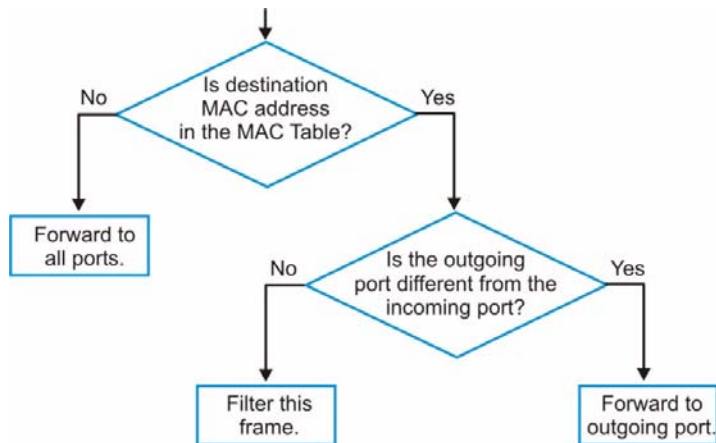 Is destination
MAC address
in the MAC Table?
No
Yes
Forward to
all ports.
Is the outgoing
port different from the
incoming port?
No
Yes
Filter this
frame.
Forward to
outgoing port.